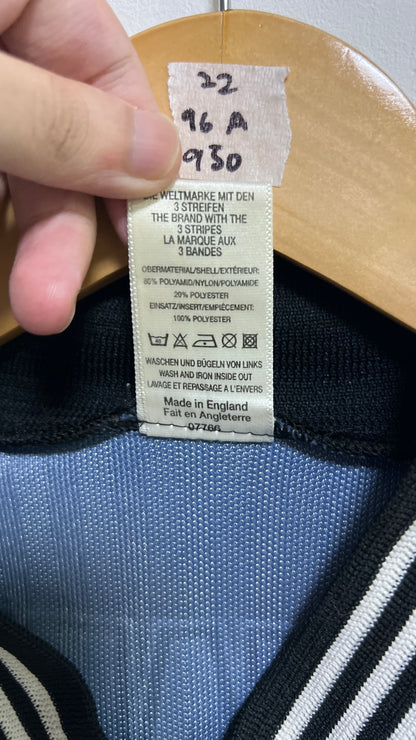 22
96 A
930
DIE WELTMARKE MIT DEN
3 STREIFEN
THE BRAND WITH THE
3 STRIPES
LA MARQUE AUX
3 BANDES
OBERMATERIAL/SHELL/EXTÉRIEUR:
80% POLYAMID/NYLON/POLYAMIDE
20% POLYESTER
EINSATZ/INSERT/EMPIÈCEMENT:
100% POLYESTER
WASCHEN UND BÜGELN VON LINKS
WASH AND IRON INSIDE OUT
LAVAGE ET REPASSAGE A L'ENVERS
Made in England
Fait en Angleterre
07766